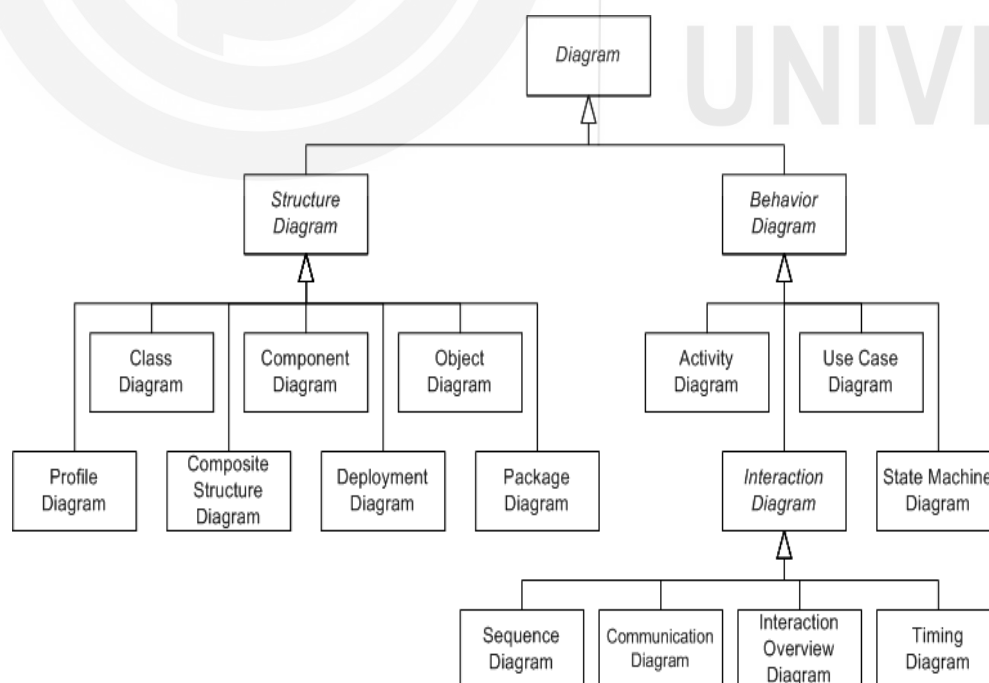 UNIVE
Diagram
Structure
Diagram
Behavior
Diagram
Class
Diagram
Component
Diagram
Object
Diagram
Activity
Diagram
Use Case
Diagram
Profile
Diagram
Composite
Structure
Diagram
Deployment
Diagram
Package
Diagram
Interaction
Diagram
State Machine
Diagram
Sequence
Diagram
Communication
Diagram
Interaction
Overview
Diagram
Timing
Diagram